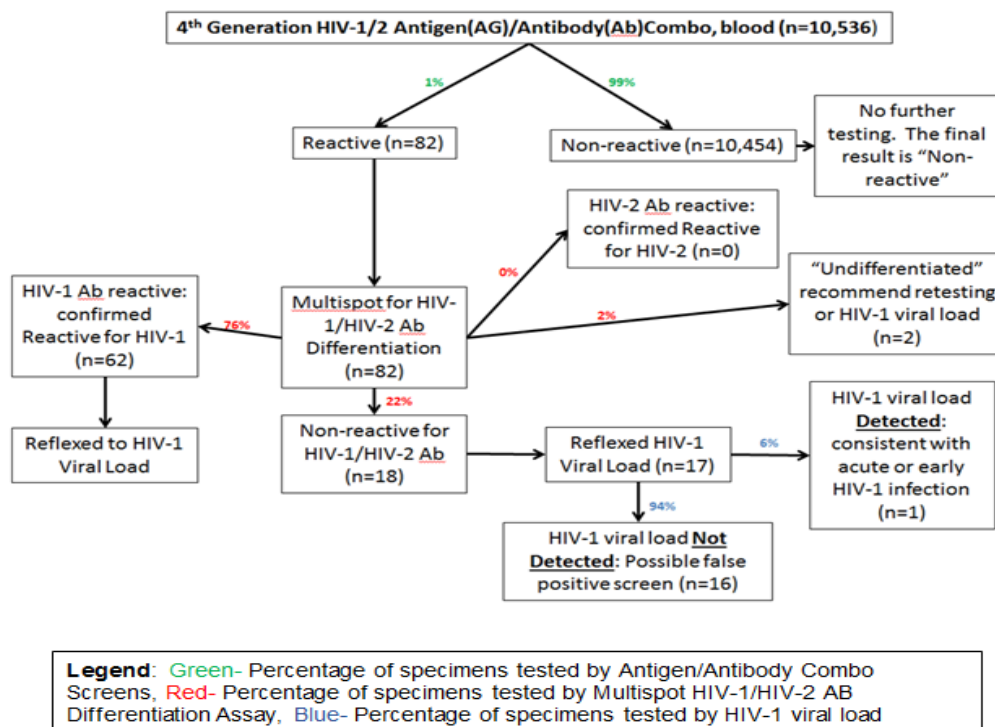 4th Generation HIV-1/2 Antigen(AG)/Antibody(Ab)Combo, blood (n=10,536)
1%
99%
Reactive (n=82)
Non-reactive (n=10,454)
No further
testing. The final
result is “Non-
reactive”
HIV-2 Ab reactive:
confirmed Reactive
for HIV-2 (n=0)
0%
“Undifferentiated”
recommend retesting
or HIV-1 viral load
(n=2)
2%
HIV-1 Ab reactive:
confirmed
Reactive for HIV-1
(n=62)
76%
Multispot for HIV-
1/HIV-2 Ab
Differentiation
(n=82)
22%
Reflexed to HIV-1
Viral Load
Non-reactive for
HIV-1/HIV-2 Ab
(n=18)
Reflexed HIV-1
Viral Load (n=17)
6%
HIV-1 viral load
Detected:
consistent with
acute or early
HIV-1 infection
(n=1)
94%
HIV-1 viral load Not
Detected: Possible false
positive screen (n=16)
Legend: Green- Percentage of specimens tested by Antigen/Antibody Combo
Screens, Red- Percentage of specimens tested by Multispot HIV-1/HIV-2 AB
Differentiation Assay, Blue- Percentage of specimens tested by HIV-1 viral load